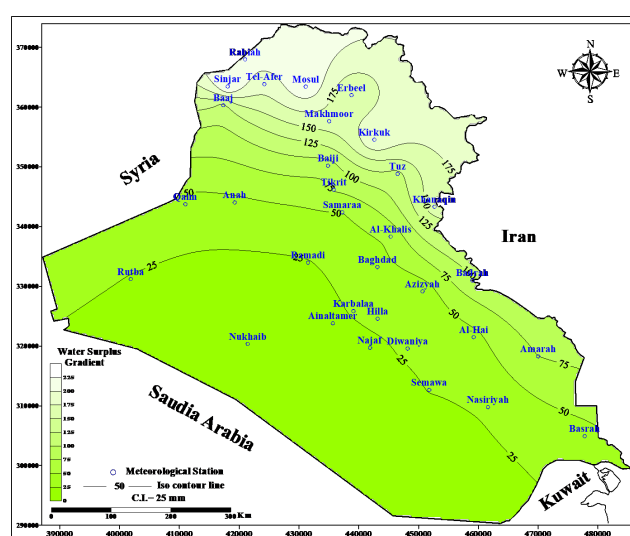 370000
360000
350000
340000
330000
320000
310000
300000
290000
N
W E
S
Rabiah
Sinjar
Tel-Afer
Mosul
Erbeel
175
Baaj
Makhmoor
150
Kirkuk
125
175
Baiji
Tuz
100
Syria
Tikrit
75
50
Qaim
Anah
Samaraa
50
Khanaqin
125
Al-Khalis
Iran
25
Ramadi
Baghdad
75
Badrah
Rutba
25
Azizyah
Karbalaa
50
Ainaltamer
Hilla
Al-Hai
Nukhaib
Najaf
Diwaniya
Amarah
25
75
Semawa
Nasiriyah
50
Basrah
25
Saudia Arabia
Kuwait
Water Surplus
Gradient
225
200
175
150
125
100
75
50
25
0
Meteorological Station
50 Iso contour line
C.I.= 25 mm
0 100 200 300 Km
390000 400000 410000 420000 430000 440000 450000 460000 470000 480000